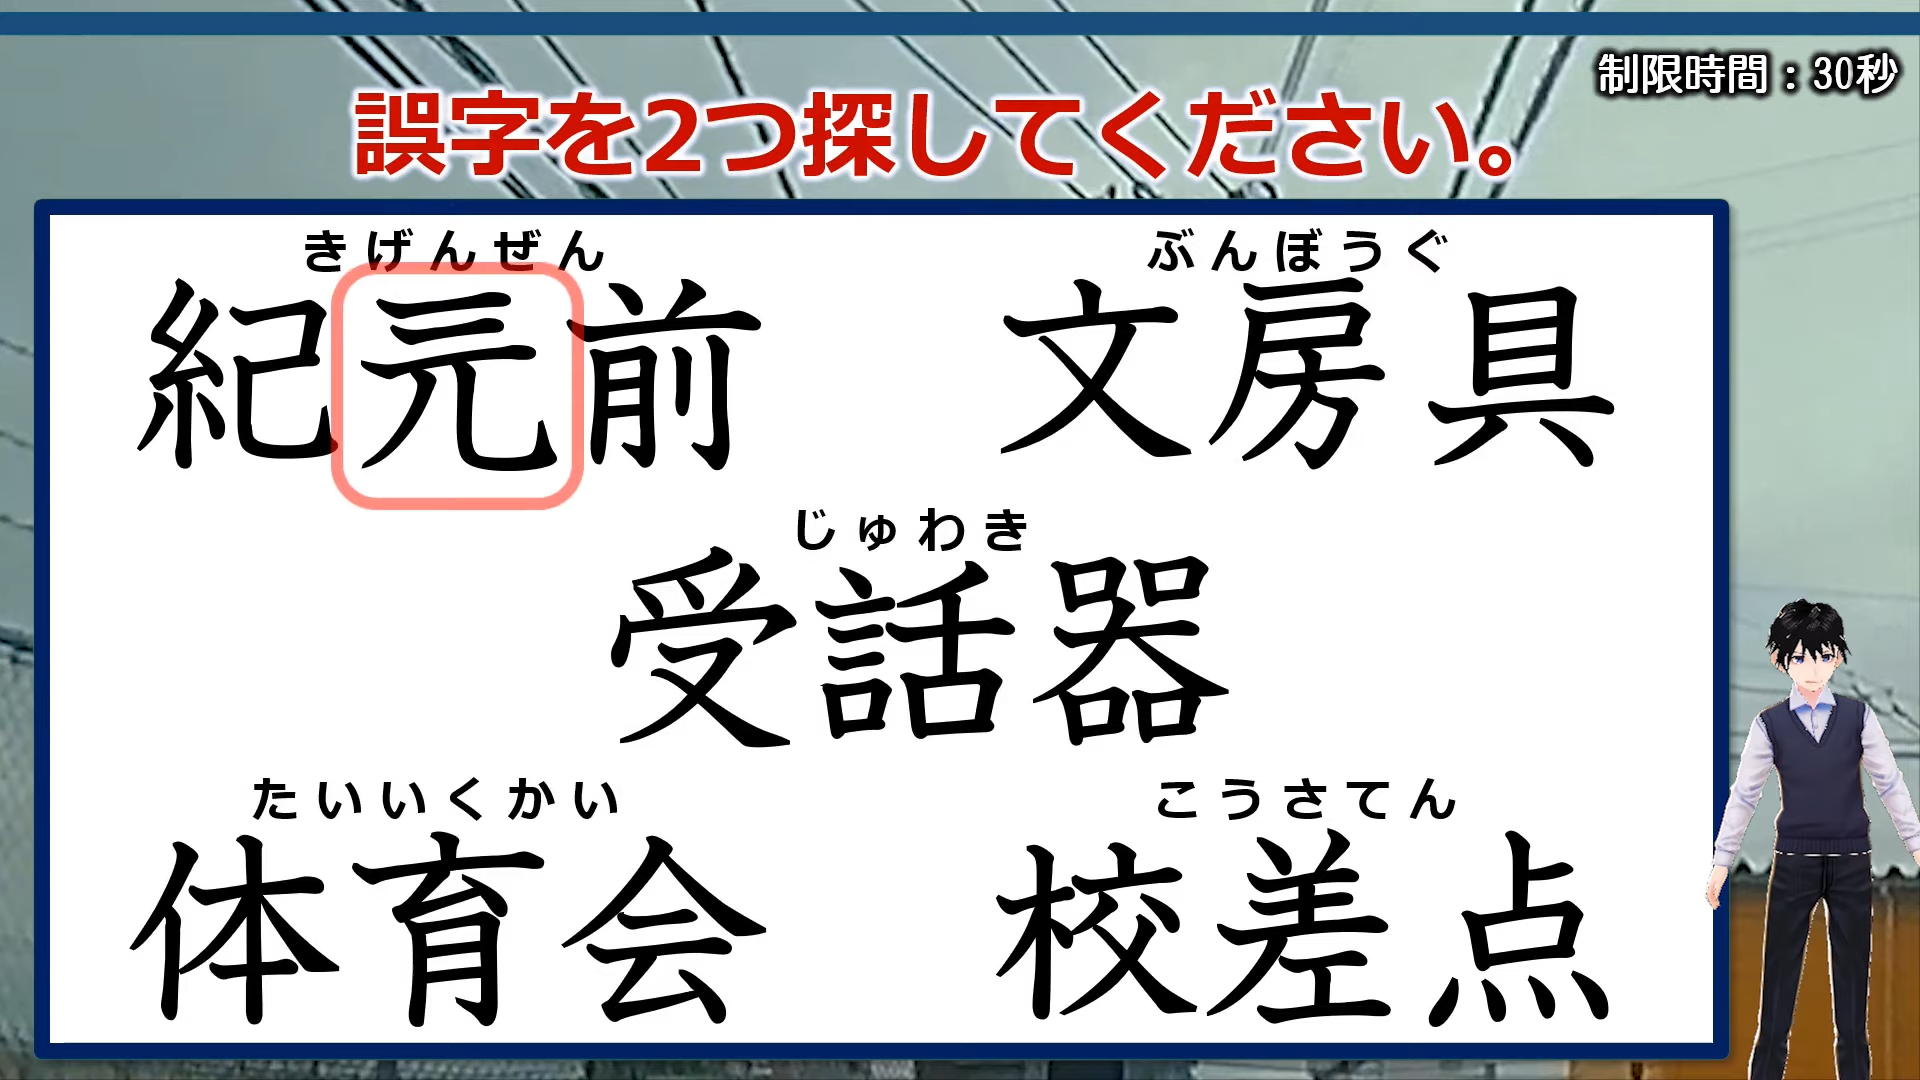 制限時間:30秒
誤字を2つ探してください。
きげんぜん
紀元前
ぶんぼうぐ
文房具
じゅわき
受話器
たいいくかい
体育会
こうさてん
校差点